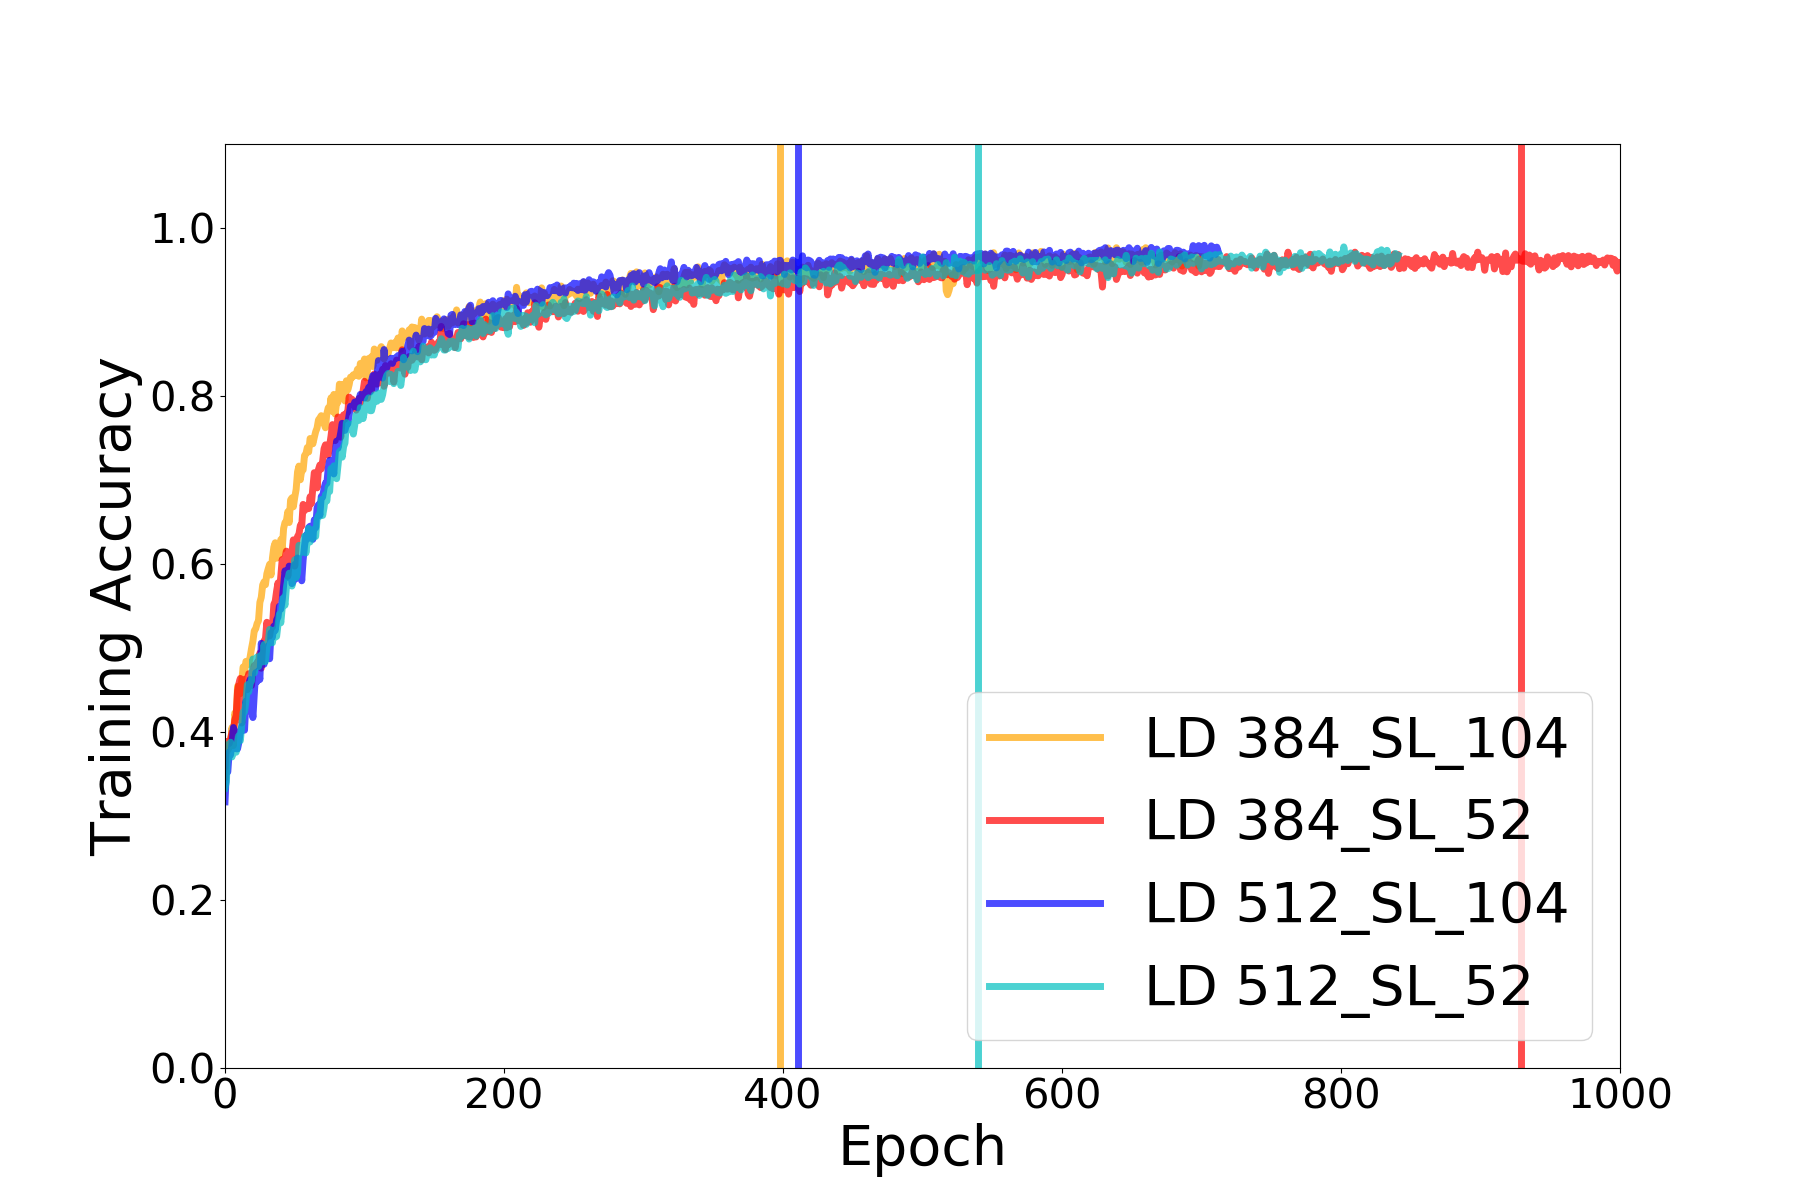 1.0
0.8
0.6
0.4
0.2
0.0
Training Accuracy
0 200 400 600 800 1000
Epoch
LD 384_SL_104
LD 384_SL_52
LD 512_SL_104
LD 512_SL_52